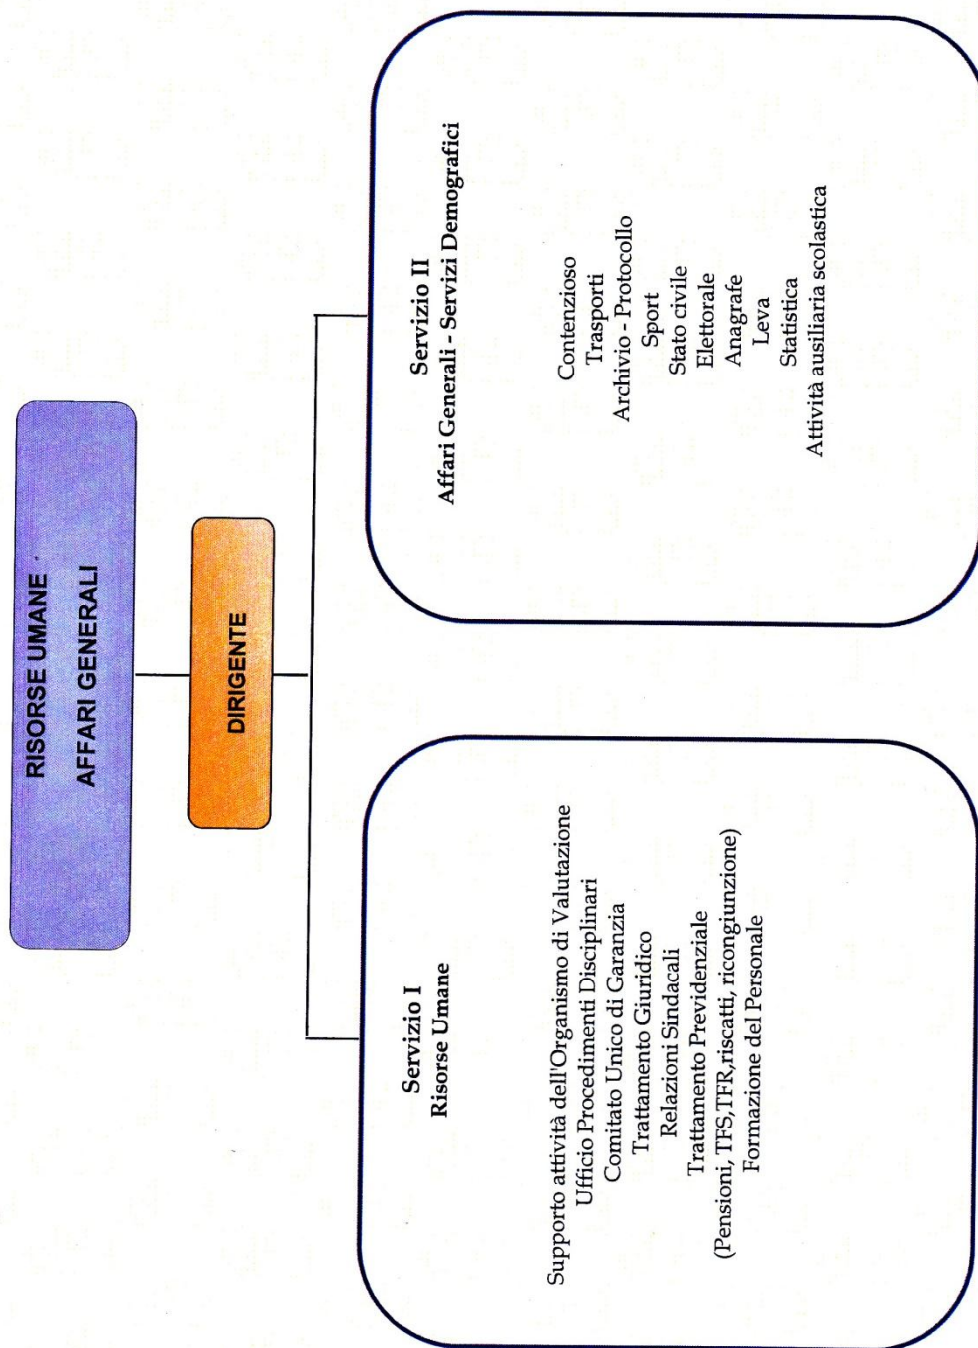 RISORSE UMANE
AFFARI GENERALI
DIRIGENTE
Servizio I
Risorse Umane
Supporto attività dell'Organismo di Valutazione
Ufficio Procedimenti Disciplinari
Comitato Unico di Garanzia
Trattamento Giuridico
Relazioni Sindacali
Trattamento Previdenziale
(Pensioni, TFS,TFR,riscatti, ricongiunzione)
Formazione del Personale
Servizio II
Affari Generali - Servizi Demografici
Contenzioso
Trasporti
Archivio - Protocollo
Sport
Stato civile
Elettorale
Anagrafe
Leva
Statistica
Attività ausiliaria scolastica